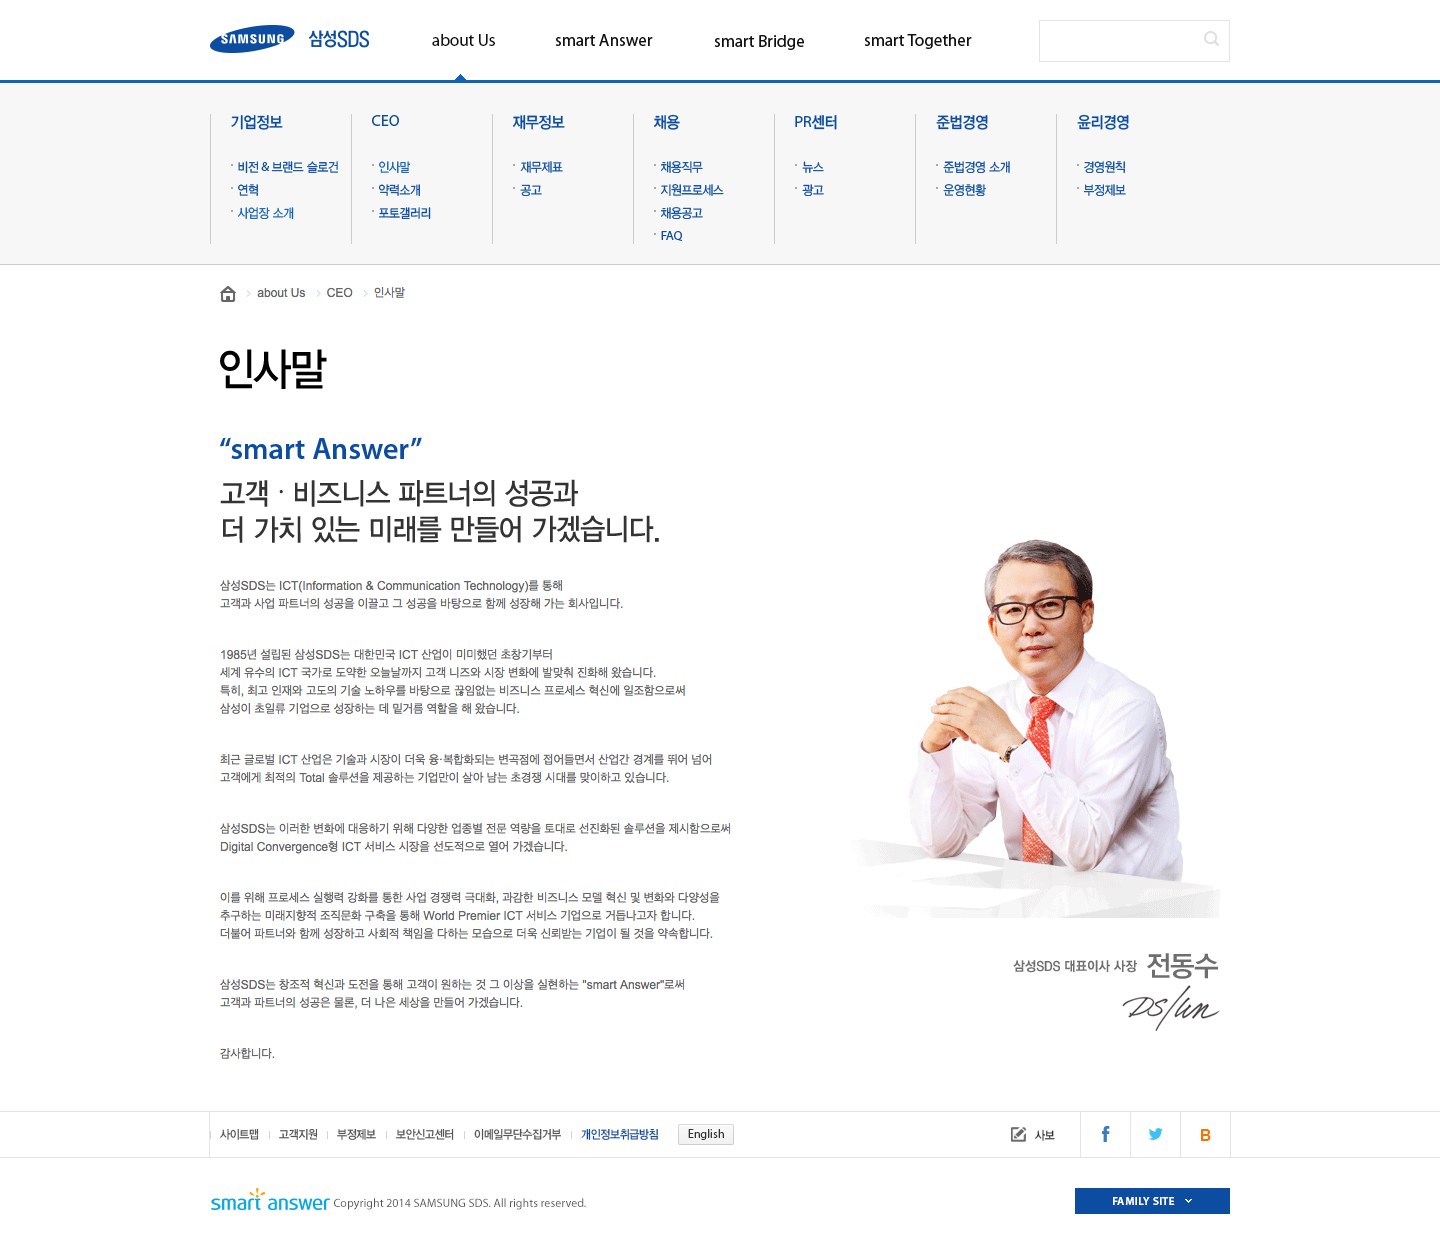 SAMSUNG 삼성SDS
about Us
smart Answer
smart Bridge
smart Together
기업정보
비전 & 브랜드 슬로건
연혁
사업장 소개
CEO
인사말
약력소개
포토갤러리
재무정보
재무제표
공고
채용
채용직무
지원프로세스
채용공고
FAQ
PR센터
뉴스
광고
준법경영
준법경영 소개
운영현황
윤리경영
경영원칙
부정제보
about Us
CEO
인사말
인사말
“smart Answer”
고객 · 비즈니스 파트너의 성공과
더 가치 있는 미래를 만들어 가겠습니다.
삼성SDS는 ICT(Information & Communication Technology)를 통해
고객과 사업 파트너의 성공을 이끌고 그 성공을 바탕으로 함께 성장해 가는 회사입니다.
1985년 설립된 삼성SDS는 대한민국 ICT 산업이 미미했던 초창기부터
세계 유수의 ICT 국가로 도약한 오늘날까지 고객 니즈와 시장 변화에 발맞춰 진화해 왔습니다.
특히, 최고 인재와 고도의 기술 노하우를 바탕으로 끊임없는 비즈니스 프로세스 혁신에 일조함으로써
삼성이 초일류 기업으로 성장하는 데 밑거름 역할을 해 왔습니다.
최근 글로벌 ICT 산업은 기술과 시장이 더욱 융·복합화되는 변곡점에 접어들면서 산업간 경계를 뛰어 넘어
고객에게 최적의 Total 솔루션을 제공하는 기업만이 살아 남는 초경쟁 시대를 맞이하고 있습니다.
삼성SDS는 이러한 변화에 대응하기 위해 다양한 업종별 전문 역량을 토대로 선진화된 솔루션을 제시함으로써
Digital Convergence형 ICT 서비스 시장을 선도적으로 열어 가겠습니다.
이를 위해 프로세스 실행력 강화를 통한 사업 경쟁력 극대화, 과감한 비즈니스 모델 혁신 및 변화와 다양성을
추구하는 미래지향적 조직문화 구축을 통해 World Premier ICT 서비스 기업으로 거듭나고자 합니다.
더불어 파트너와 함께 성장하고 사회적 책임을 다하는 모습으로 더욱 신뢰받는 기업이 될 것을 약속합니다.
삼성SDS는 창조적 혁신과 도전을 통해 고객이 원하는 것 그 이상을 실현하는 "smart Answer"로써
고객과 파트너의 성공은 물론, 더 나은 세상을 만들어 가겠습니다.
감사합니다.
삼성SDS 대표이사 사장 전동수
사이트맵
고객지원
부정제보
보안신고센터
이메일무단수집거부
개인정보취급방침
English
사보
smart answer Copyright 2014 SAMSUNG SDS. All rights reserved.
FAMILY SITE